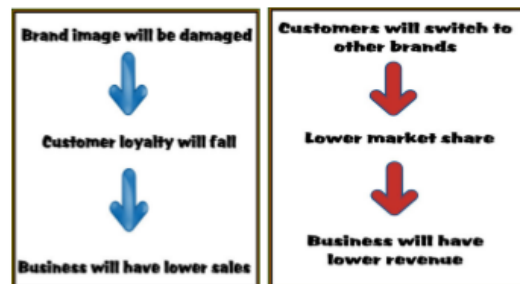 Brand image will be damaged
Customer loyalty will fall
Business will have lower sales
Customers will switch to
other brands
Lower market share
Business will have
lower revenue